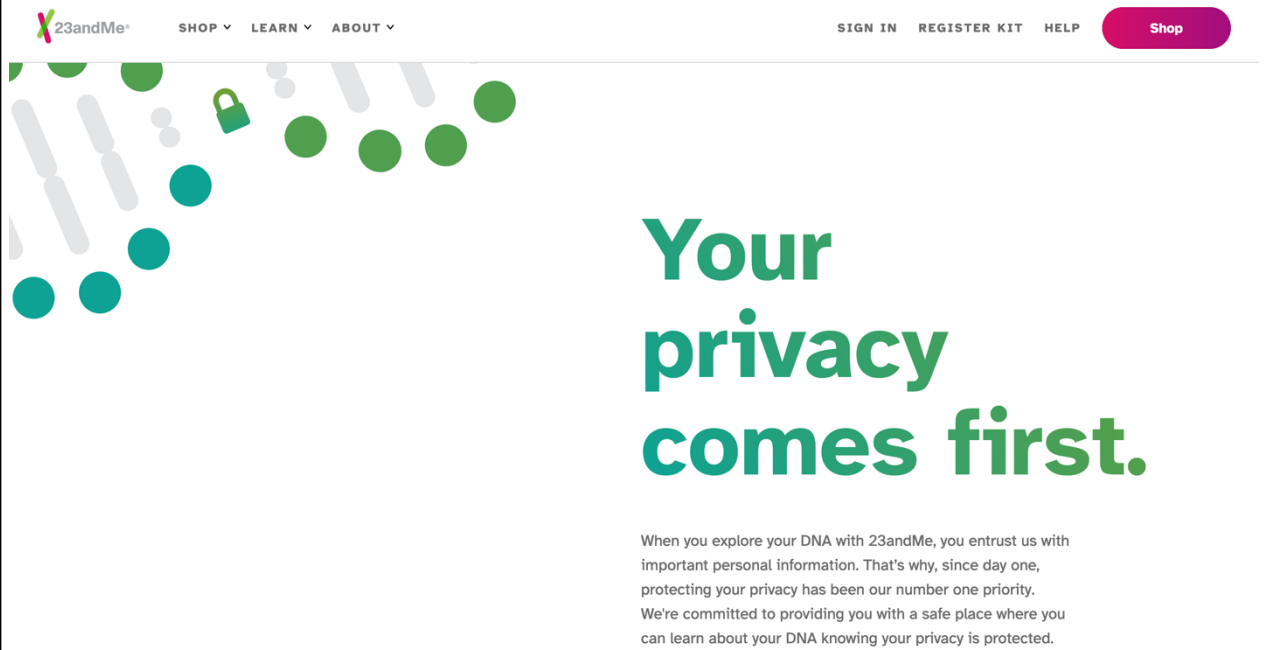 23andMe®
SHOP LEARN ABOUT
SIGN IN REGISTER KIT HELP Shop
Your
privacy
comes first.
When you explore your DNA with 23andMe, you entrust us with
important personal information. That's why, since day one,
protecting your privacy has been our number one priority.
We're committed to providing you with a safe place where you
can learn about your DNA knowing your privacy is protected.